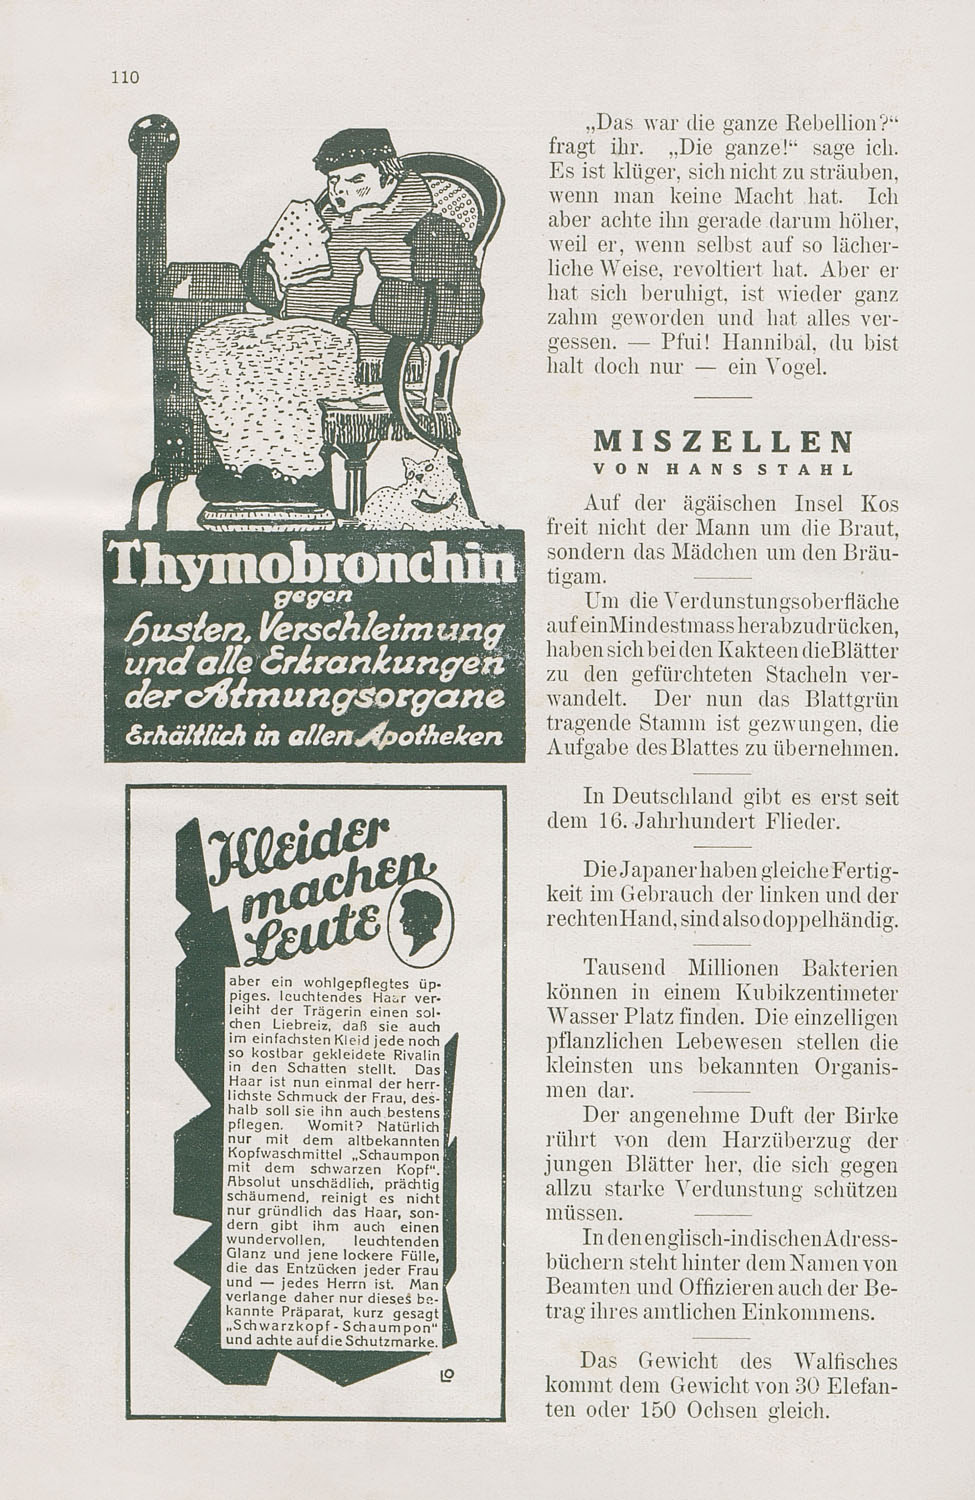 110
Thymobronchin
gegen
Husten, Verschleimung
und alle Erkrankungen
der Atmungsorgane
Erhältlich in allen Apotheken
Kleider
machen
Leute
aber ein wohlgepflegtes üp-
piges, leuchtendes Haar ver-
leiht der Trägerin einen sol-
chen Liebreiz, daß sie auch
im einfachsten Kleid jede noch
so kostbar gekleidete Rivalin
in den Schatten stellt. Das
Haar ist nun einmal der herr-
lichste Schmuck der Frau, des-
halb soll sie ihn auch bestens
pflegen. Womit? Natürlich
nur mit dem altbekannten
Kopfwaschmittel „Schaumpon
mit dem schwarzen Kopf“.
Absolut unschädlich, prächtig
schäumend, reinigt es nicht
nur gründlich das Haar, son-
dern gibt ihm auch einen
wundervollen, leuchtenden
Glanz und jene lockere Fülle,
die das Entzücken jeder Frau
und — jedes Herrn ist. Man
verlange daher nur dieses be-
kannte Präparat, kurz gesagt
„Schwarzkopf-Schaumpon“
und achte auf die Schutzmarke.
LO
„Das war die ganze Rebellion?“
fragt ihr. „Die ganze!“ sage ich.
Es ist klüger, sich nicht zu sträuben,
wenn man keine Macht hat. Ich
aber achte ihn gerade darum höher,
weil er, wenn selbst auf so lächer-
liche Weise, revoltiert hat. Aber er
hat sich beruhigt, ist wieder ganz
zahm geworden und hat alles ver-
gessen. — Pfui! Hannibal, du bist
halt doch nur — ein Vogel.
MISZELLEN
VON HANS STAHL
Auf der ägäischen Insel Kos
freit nicht der Mann um die Braut,
sondern das Mädchen um den Bräu-
tigam.
Um die Verdunstungsoberfläche
auf ein Mindestmass herabzudrücken,
haben sich bei den Kakteen die Blätter
zu den gefürchteten Stacheln ver-
wandelt. Der nun das Blattgrün
tragende Stamm ist gezwungen, die
Aufgabe des Blattes zu übernehmen.
In Deutschland gibt es erst seit
dem 16. Jahrhundert Flieder.
Die Japaner haben gleiche Fertig-
keit im Gebrauch der linken und der
rechten Hand, sind also doppelhändig.
Tausend Millionen Bakterien
können in einem Kubikzentimeter
Wasser Platz finden. Die einzelligen
pflanzlichen Lebewesen stellen die
kleinsten uns bekannten Organis-
men dar.
Der angenehme Duft der Birke
rührt von dem Harzüberzug der
jungen Blätter her, die sich gegen
allzu starke Verdunstung schützen
müssen.
In den englisch-indischen Adress-
büchern steht hinter dem Namen von
Beamten und Offizieren auch der Be-
trag ihres amtlichen Einkommens.
Das Gewicht des Walfisches
kommt dem Gewicht von 30 Elefan-
ten oder 150 Ochsen gleich.